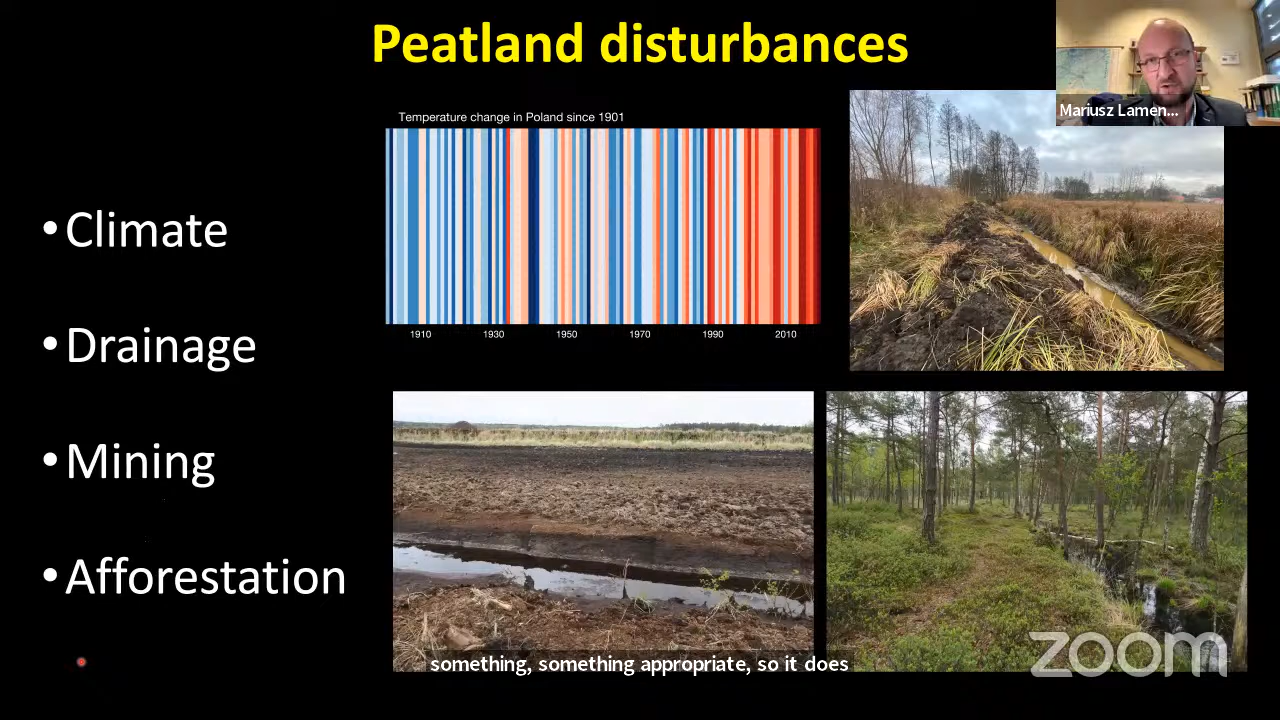 Peatland disturbances
Mariusz Lamen...
Temperature change in Poland since 1901
1910 1930 1950 1970 1990 2010
•Climate
•Drainage
•Mining
•Afforestation
something, something appropriate, so it does
zoom